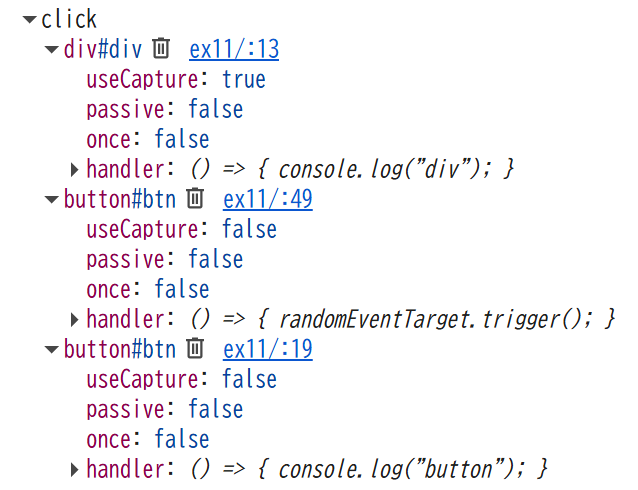 click
div#div ex11/:13
useCapture: true
passive: false
once: false
handler: () => { console.log("div"); }
button#btn ex11/:49
useCapture: false
passive: false
once: false
handler: () => { randomEventTarget.trigger(); }
button#btn ex11/:19
useCapture: false
passive: false
once: false
handler: () => { console.log("button"); }